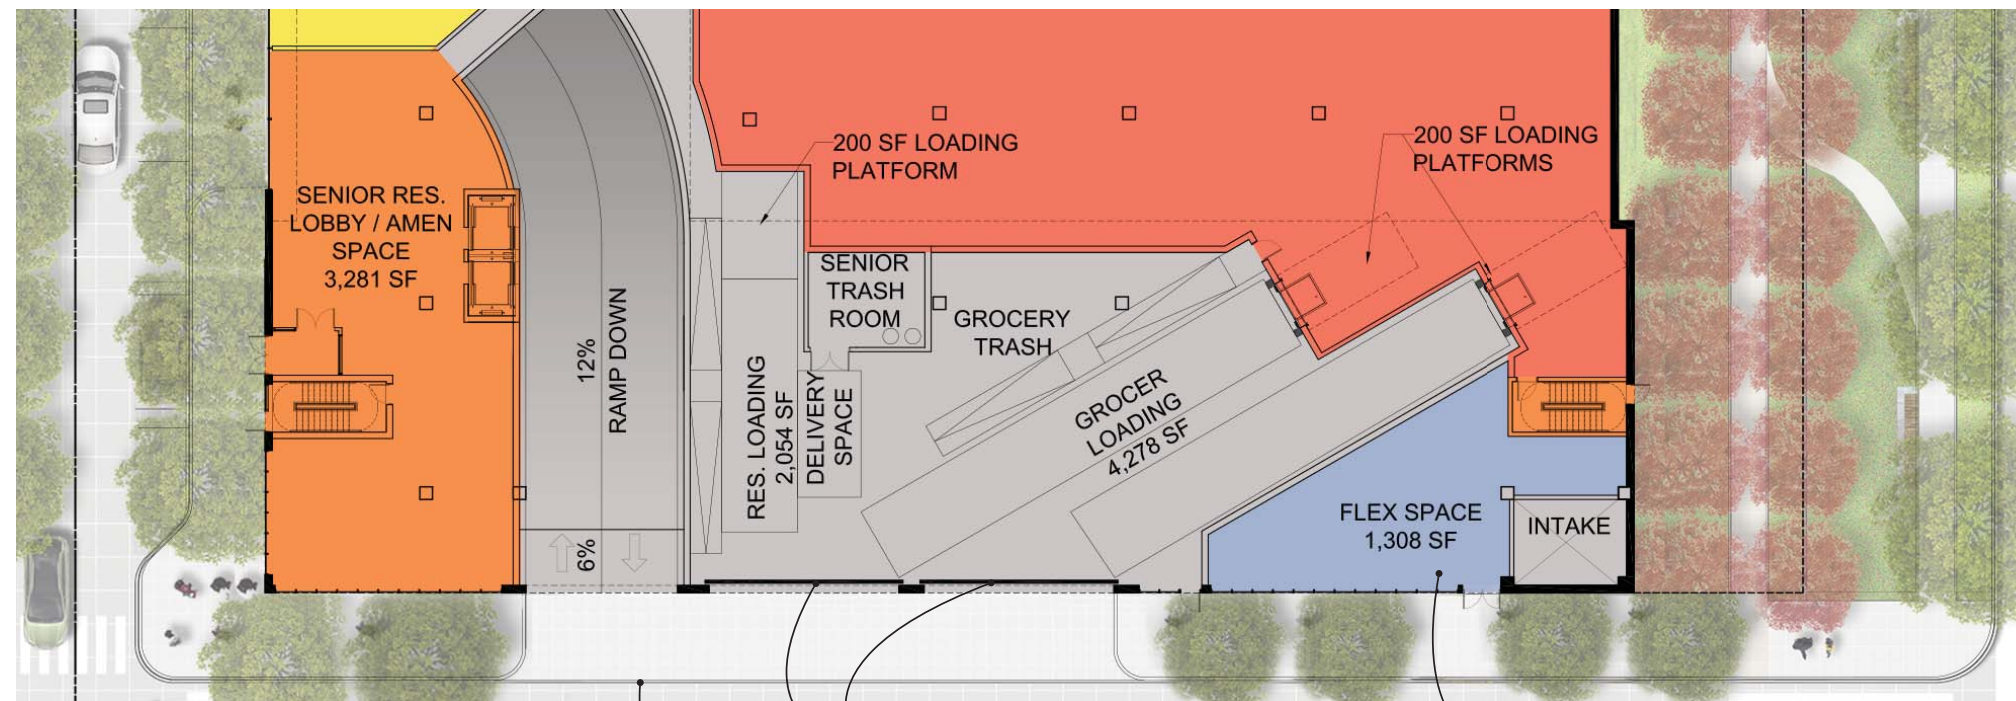 200 SF LOADING
PLATFORM
200 SF LOADING
PLATFORMS
SENIOR RES.
LOBBY / AMEN
SPACE
3,281 SF
12%
RAMP DOWN
6%
SENIOR
TRASH
ROOM
GROCERY
TRASH
RES. LOADING
2,054 SF
DELIVERY
SPACE
GROCER
LOADING
4,278 SF
FLEX SPACE
1,308 SF
INTAKE